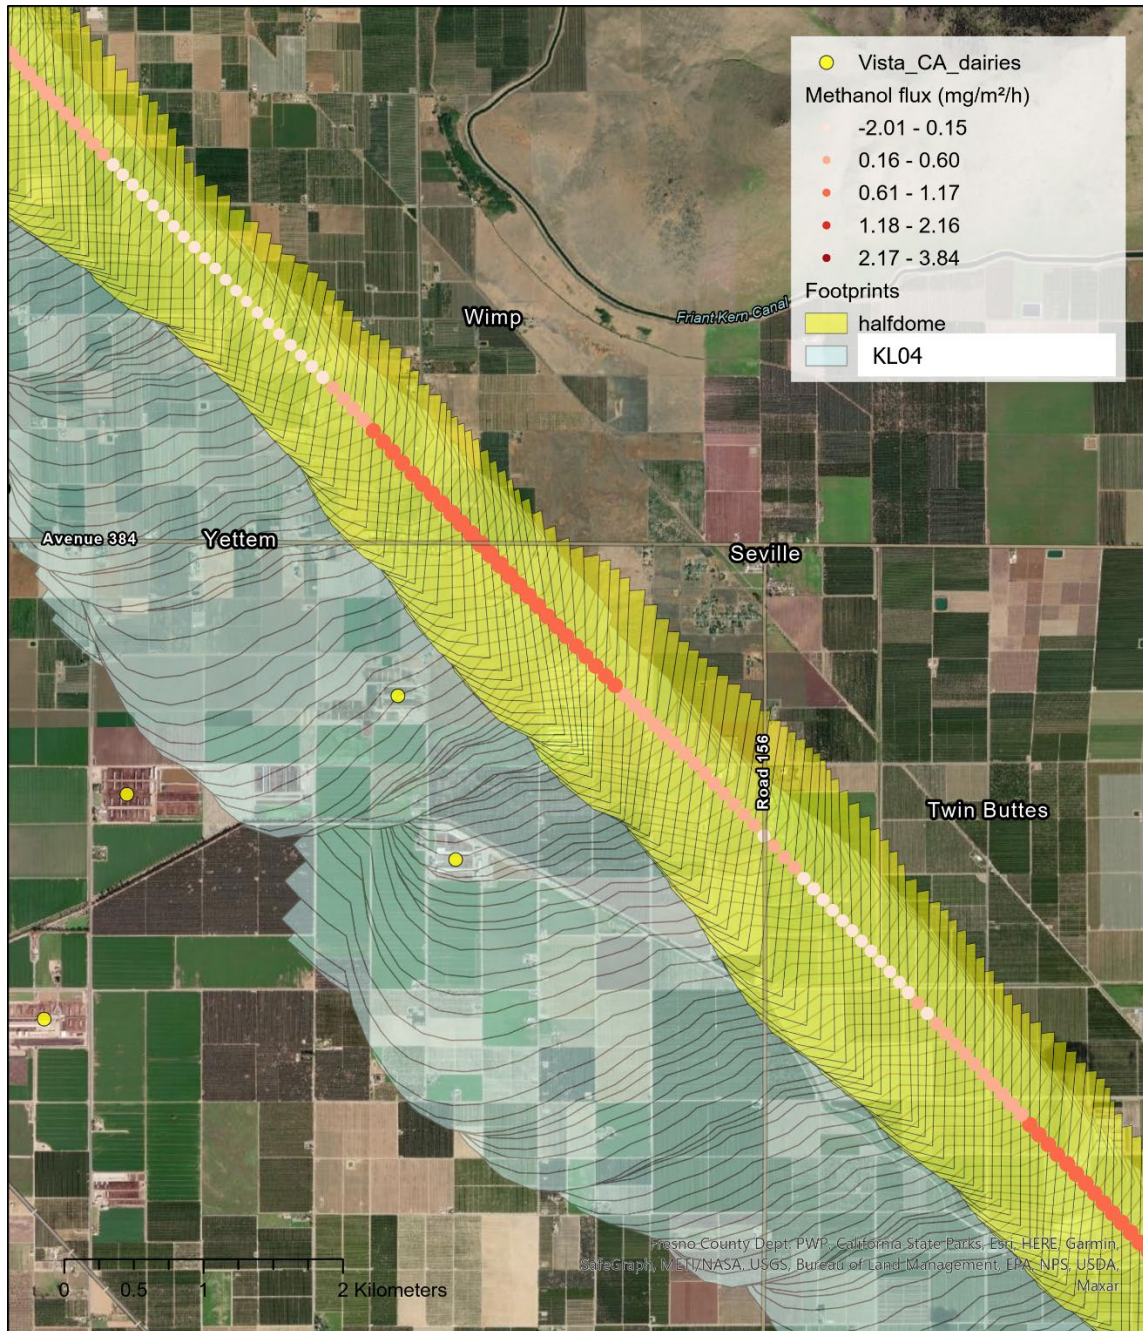 Vista_CA_dairies
Methanol flux (mg/m²/h)
-2.01 - 0.15
0.16 - 0.60
0.61 - 1.17
1.18 - 2.16
2.17 - 3.84
Footprints
halfdome
KL04
Friant Kern Canal
Wimp
Avenue 384
Yettem
Seville
Road 156
Twin Buttes
Fresno County Dept. PWP, California State Parks, Esri, HERE, Garmin,
SafeGraph, METI/NASA, USGS, Bureau of Land Management, EPA, NPS, USDA,
Maxar
0 0.5 1 2 Kilometers